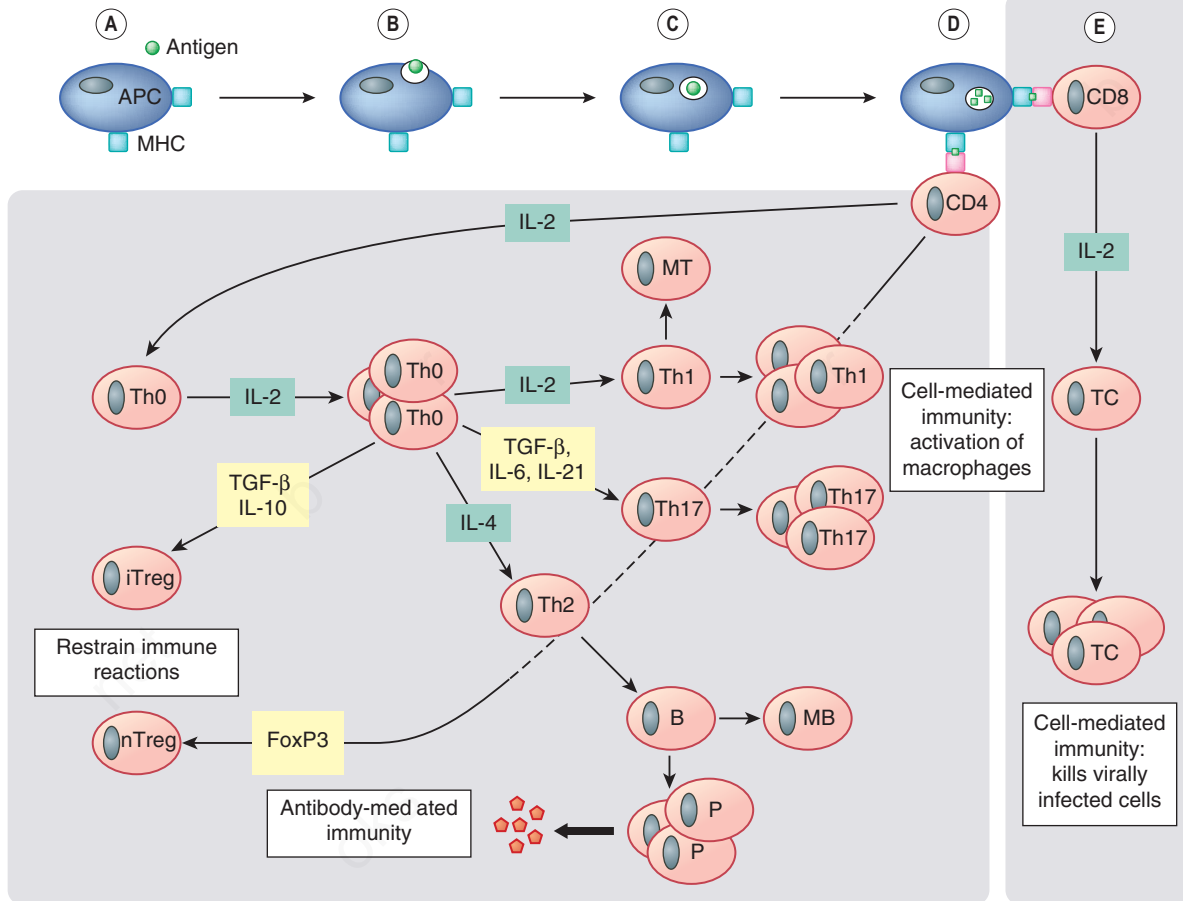 A
B
C
D
E
Antigen
APC
MHC
CD8
CD4
IL-2
IL-2
MT
Th0
IL-2
Th0
Th0
IL-2
Th1
Th1
TC
Cell-mediated
immunity:
activation of
macrophages
TGF-β,
IL-6, IL-21
TGF-β
IL-10
IL-4
Th17
Th17
Th17
iTreg
Th2
Restrain immune
reactions
TC
nTreg
FoxP3
B
MB
Cell-mediated
immunity:
kills virally
infected cells
Antibody-med ated
immunity
P
P